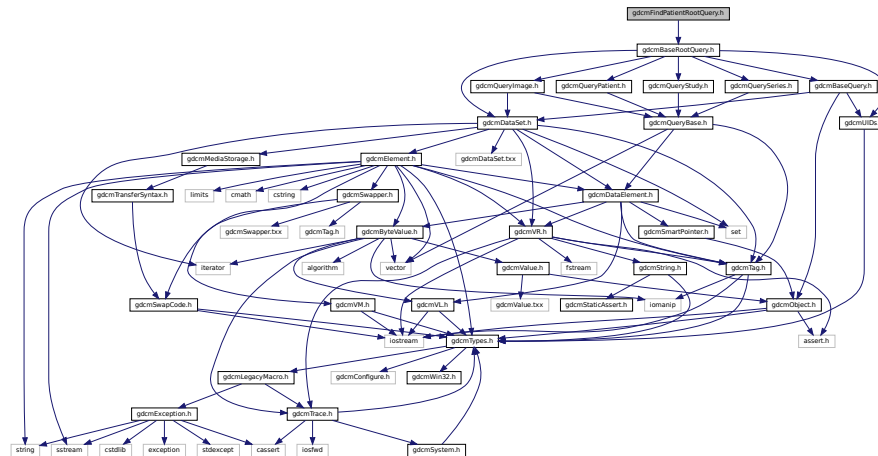 gdcmFindPatientRootQuery.h
gdcmBaseRootQuery.h
gdcmQueryImage.h
gdcmQueryPatient.h
gdcmQueryStudy.h
gdcmQuerySeries.h
gdcmBaseQuery.h
gdcmDataSet.h
gdcmQueryBase.h
gdcmUIDs
gdcmMediaStorage.h
gdcmElement.h
gdcmDataSet.txx
gdcmTransferSyntax.h
limits
cmath
cstring
gdcmSwapper.h
gdcmDataElement.h
gdcmSwapper.txx
gdcmTag.h
gdcmByteValue.h
gdcmVR.h
gdcmSmartPointer.h
set
iterator
algorithm
vector
gdcmValue.h
fstream
gdcmString.h
gdcmTag.h
gdcmSwapCode.h
gdcmVM.h
gdcmVL.h
gdcmValue.txx
gdcmStaticAssert.h
iomanip
gdcmObject.h
iostream
gdcmTypes.h
assert.h
gdcmLegacyMacro.h
gdcmConfigure.h
gdcmWin32.h
gdcmException.h
gdcmTrace.h
string
sstream
cstdlib
exception
stdexcept
cassert
iosfwd
gdcmSystem.h